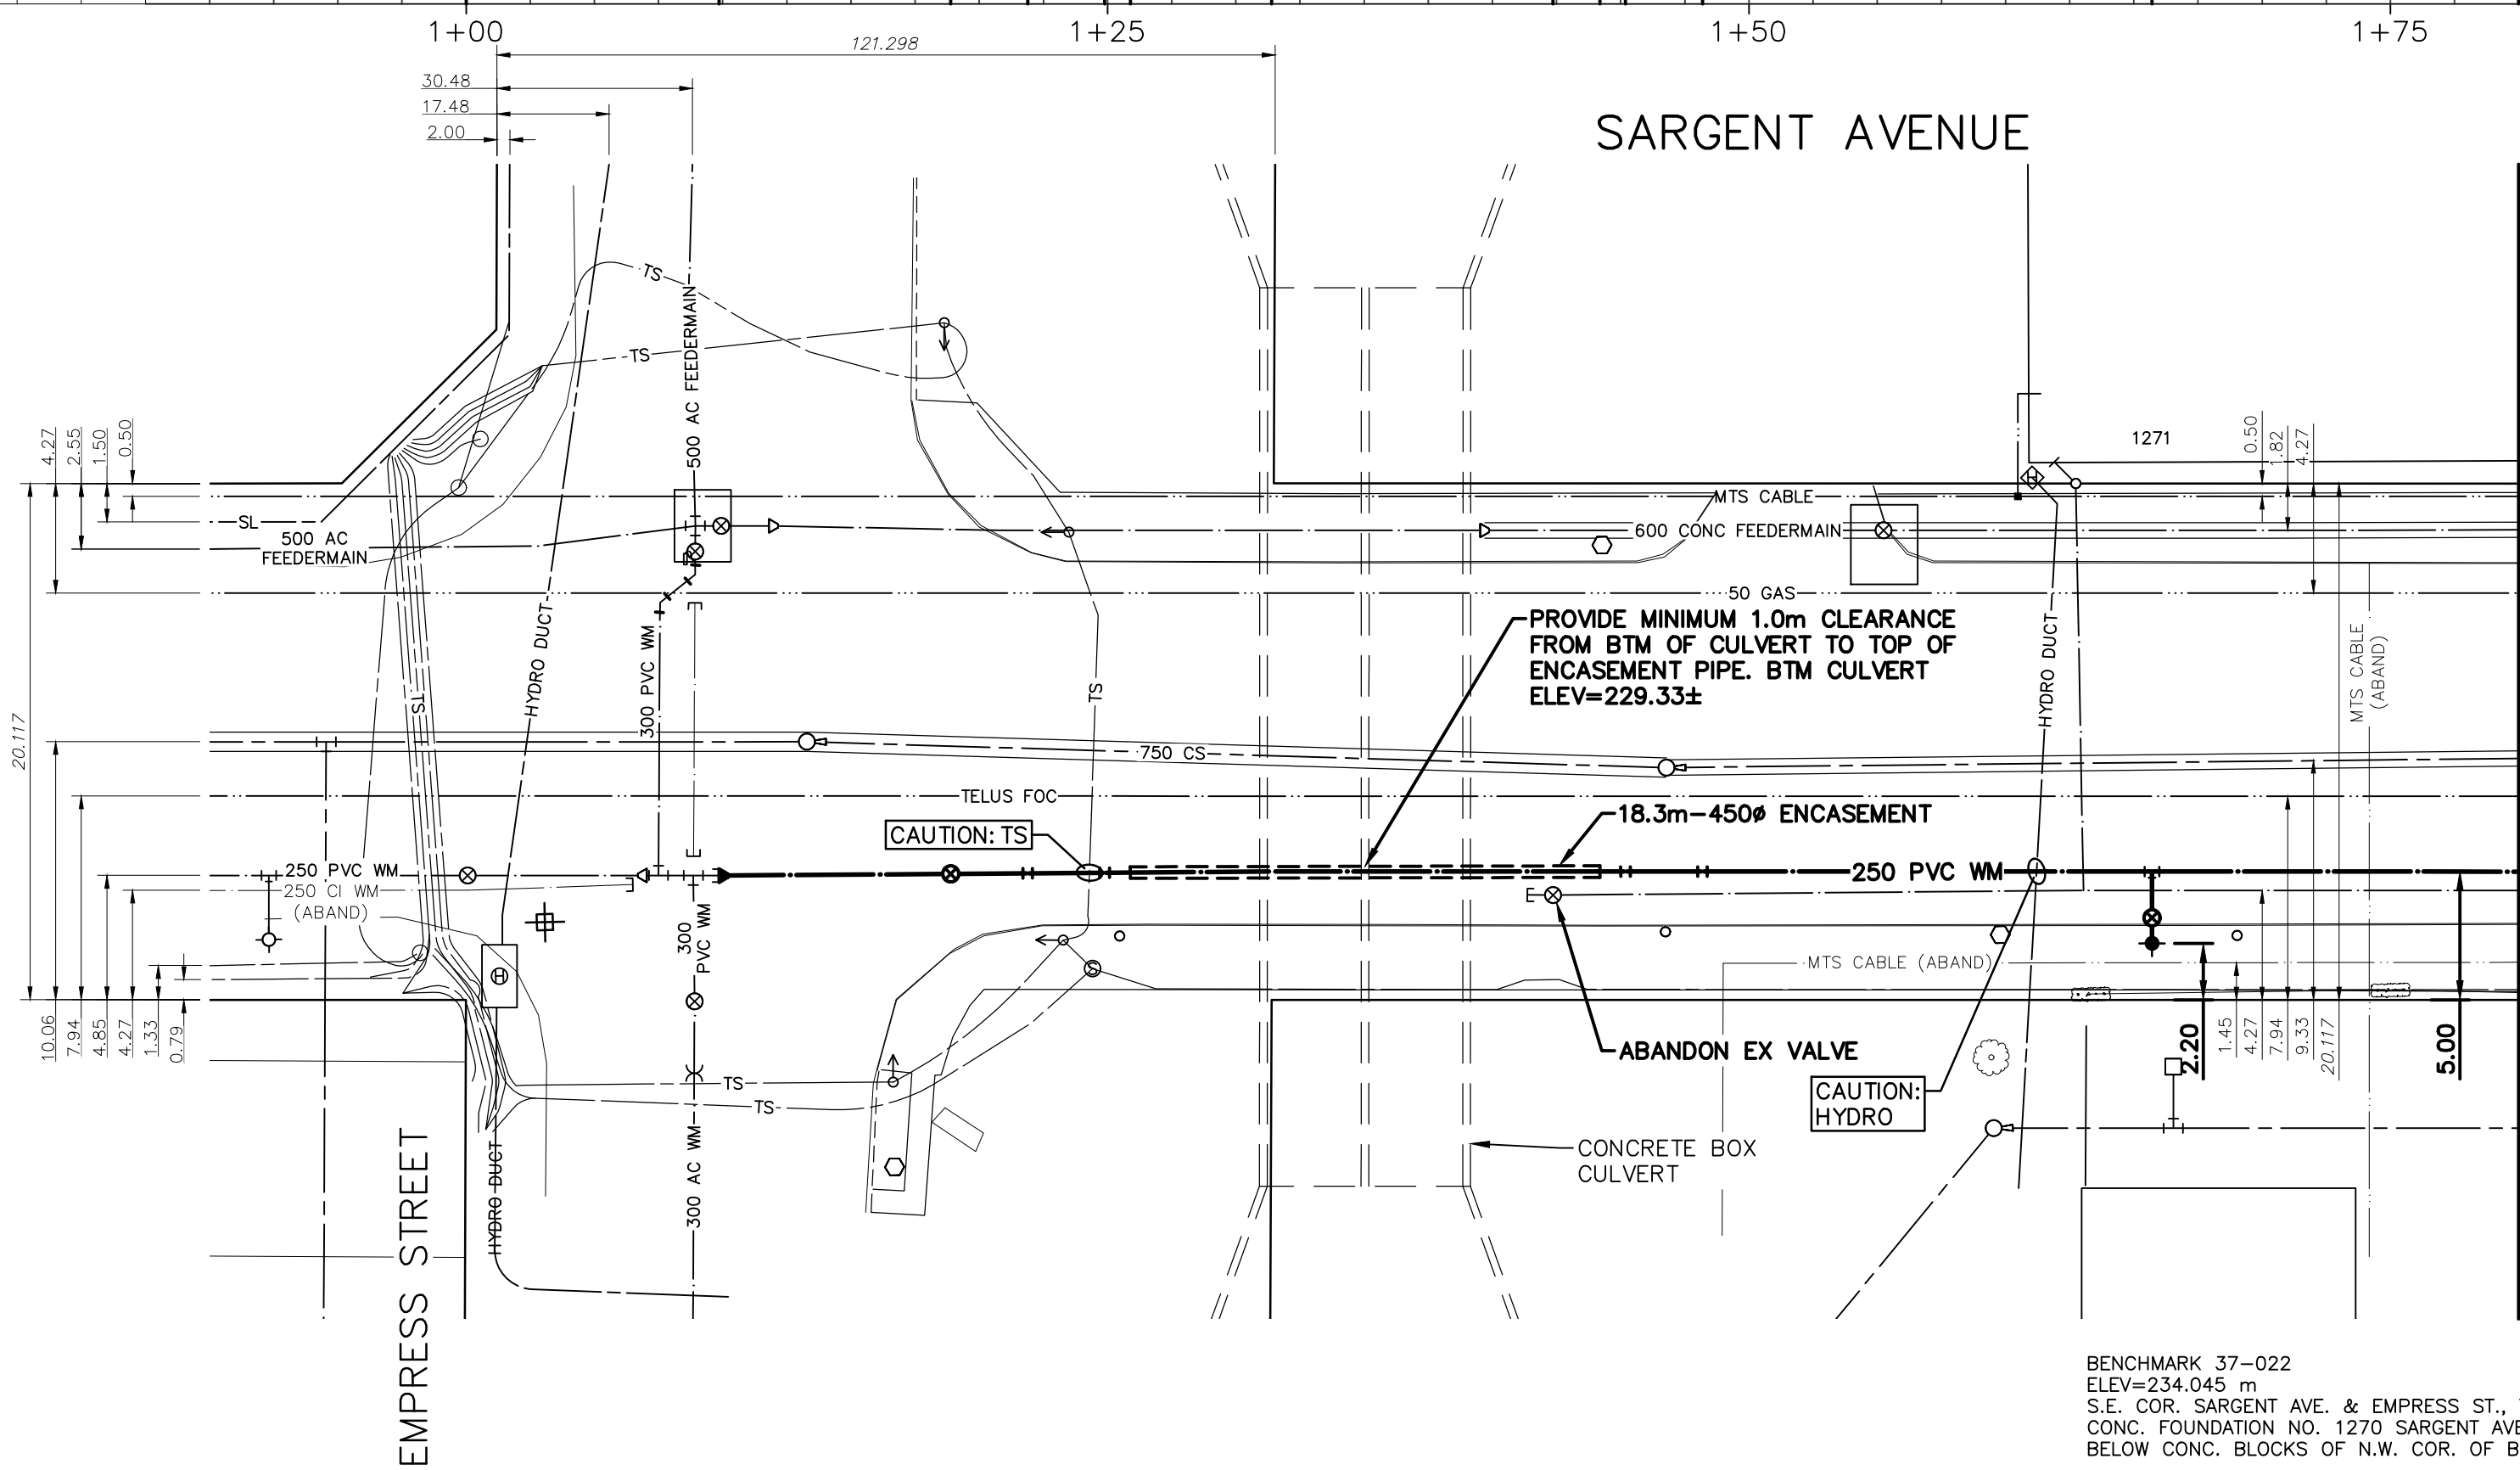 1+00
1+25
1+50
1+75
121.298
30.48
17.48
2.00
SARGENT AVENUE
TS
TS
500 AC FEEDERMAIN
4.27
2.55
1.50
0.50
0.50
1.82
4.27
1271
SL
500 AC
FEEDERMAIN
MTS CABLE
600 CONC FEEDERMAIN
H
50 GAS
HYDRO DUCT
300 PVC WM
TS
TS
PROVIDE MINIMUM 1.0m CLEARANCE
FROM BTM OF CULVERT TO TOP OF
ENCASEMENT PIPE. BTM CULVERT
ELEV=229.33±
HYDRO DUCT
MTS CABLE
(ABAND)
20.117
750 CS
TELUS FOC
CAUTION: TS
18.3m-450ø ENCASEMENT
250 PVC WM
250 CI WM
(ABAND)
250 PVC WM
300
PVC WM
H
S
MTS CABLE (ABAND)
10.06
7.94
4.85
4.27
1.33
0.79
ABANDON EX VALVE
2.20
1.45
4.27
7.94
9.33
20.117
5.00
TS
TS
CAUTION:
HYDRO
CONCRETE BOX
CULVERT
EMPRESS STREET
HYDRO DUCT
300 AC WM
BENCHMARK 37-022
ELEV=234.045 m
S.E. COR. SARGENT AVE. & EMPRESS ST.,
CONC. FOUNDATION NO. 1270 SARGENT AVE
BELOW CONC. BLOCKS OF N.W. COR. OF B